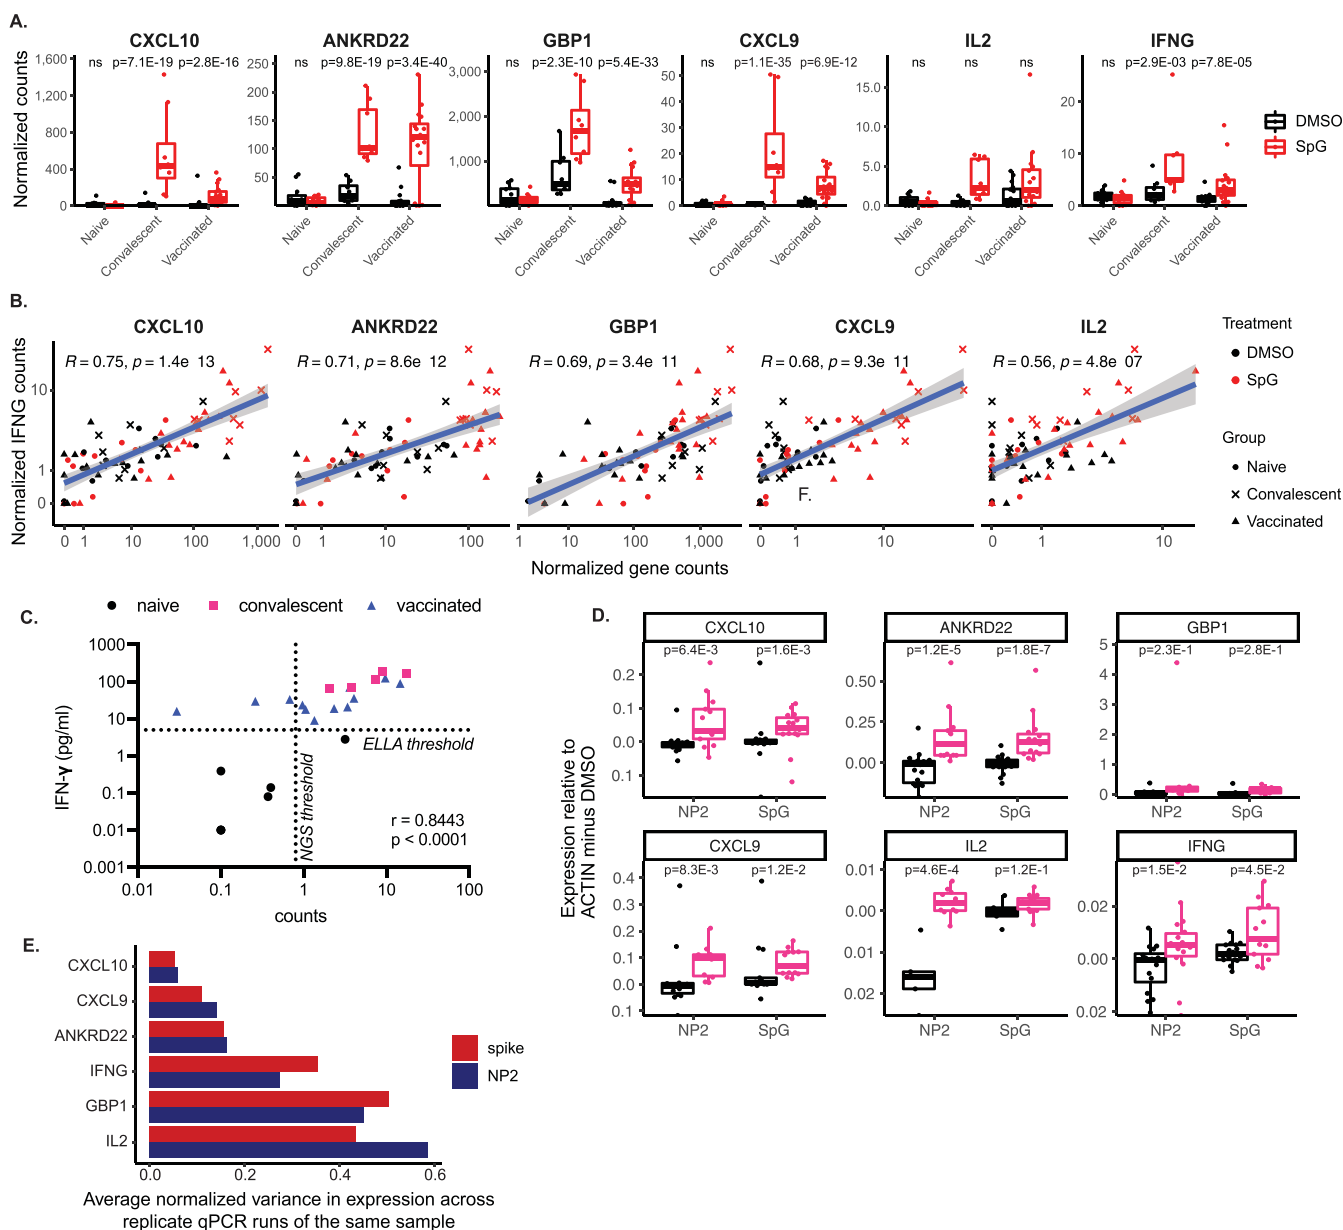 A.
CXCL10
ANKRD22
GBP1
CXCL9
IL2
IFNG
Normalized counts
ns p=7.1E-19 p=2.8E-16
ns p=9.8E-19 p=3.4E-40
ns p=2.3E-10 p=5.4E-33
ns p=1.1E-35 p=6.9E-12
ns ns ns
ns p=2.9E-03 p=7.8E-05
1,600
1,200
800
400
0
250
200
150
100
50
3,000
2,000
1,000
50
40
30
20
10
0
15.0
10.0
5.0
0.0
20
10
0
DMSO
SpG
Naive
Convalescent
Vaccinated
Naive
Convalescent
Vaccinated
Naive
Convalescent
Vaccinated
Naive
Convalescent
Vaccinated
Naive
Convalescent
Vaccinated
Naive
Convalescent
Vaccinated
B.
CXCL10
ANKRD22
GBP1
CXCL9
IL2
Normalized IFNG counts
R = 0.75, p = 1.4e 13
R = 0.71, p = 8.6e 12
R = 0.69, p = 3.4e 11
R = 0.68, p = 9.3e 11
R = 0.56, p = 4.8e 07
10
1
0
F.
0 1 10 100 1,000
0 1 10 100
1 10 100 1,000
0 1 10
0 1 10
Normalized gene counts
Treatment
DMSO
SpG
Group
Naive
Convalescent
Vaccinated
C.
naive convalescent vaccinated
IFN-γ (pg/ml)
1000
100
10
1
0.1
0.01
0.001
ELLA threshold
NGS threshold
r = 0.8443
p < 0.0001
0.01 0.1 1 10 100
counts
D.
Expression relative to
ACTIN minus DMSO
CXCL10
p=6.4E-3 p=1.6E-3
0.2
0.1
0.0
0.1
NP2 SpG
ANKRD22
p=1.2E-5 p=1.8E-7
0.50
0.25
0.00
NP2 SpG
GBP1
p=2.3E-1 p=2.8E-1
5
4
3
2
1
0
NP2 SpG
CXCL9
p=8.3E-3 p=1.2E-2
0.4
0.3
0.2
0.1
0.0
0.1
NP2 SpG
IL2
p=4.6E-4 p=1.2E-1
0.01
0.00
0.01
0.02
NP2 SpG
IFNG
p=1.5E-2 p=4.5E-2
0.02
0.00
0.02
NP2 SpG
E.
CXCL10
CXCL9
ANKRD22
IFNG
GBP1
IL2
spike
NP2
0.0 0.2 0.4 0.6
Average normalized variance in expression across
replicate qPCR runs of the same sample